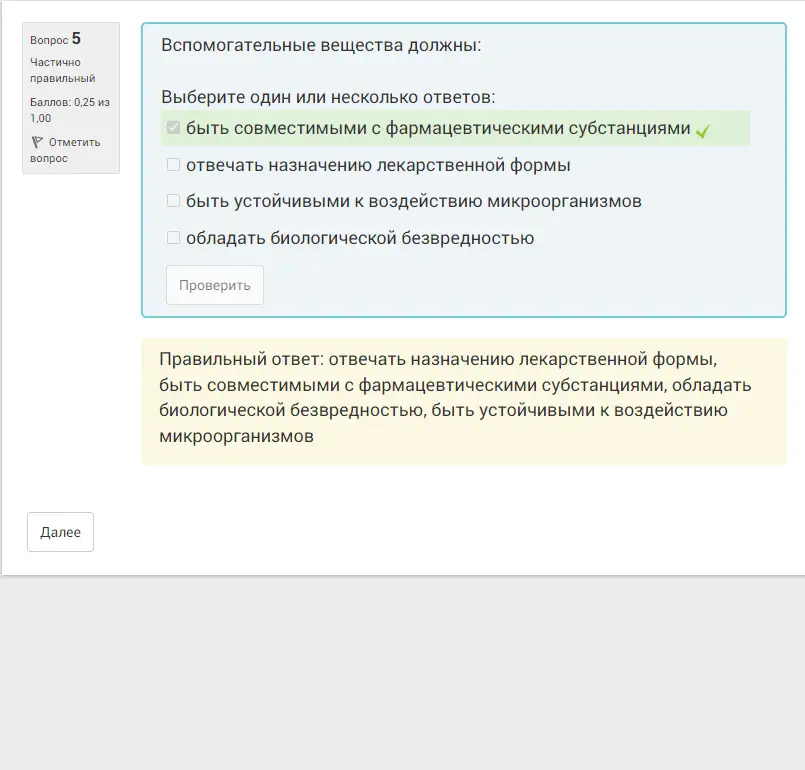 Вопрос 5
Частично
правильный
Баллов: 0,25 из
1,00
Отметить
вопрос
Вспомогательные вещества должны:
Выберите один или несколько ответов:
быть совместимыми с фармацевтическими субстанциями
отвечать назначению лекарственной формы
быть устойчивыми к воздействию микроорганизмов
обладать биологической безвредностью
Проверить
Правильный ответ: отвечать назначению лекарственной формы,
быть совместимыми с фармацевтическими субстанциями, обладать
биологической безвредностью, быть устойчивыми к воздействию
микроорганизмов
Далее